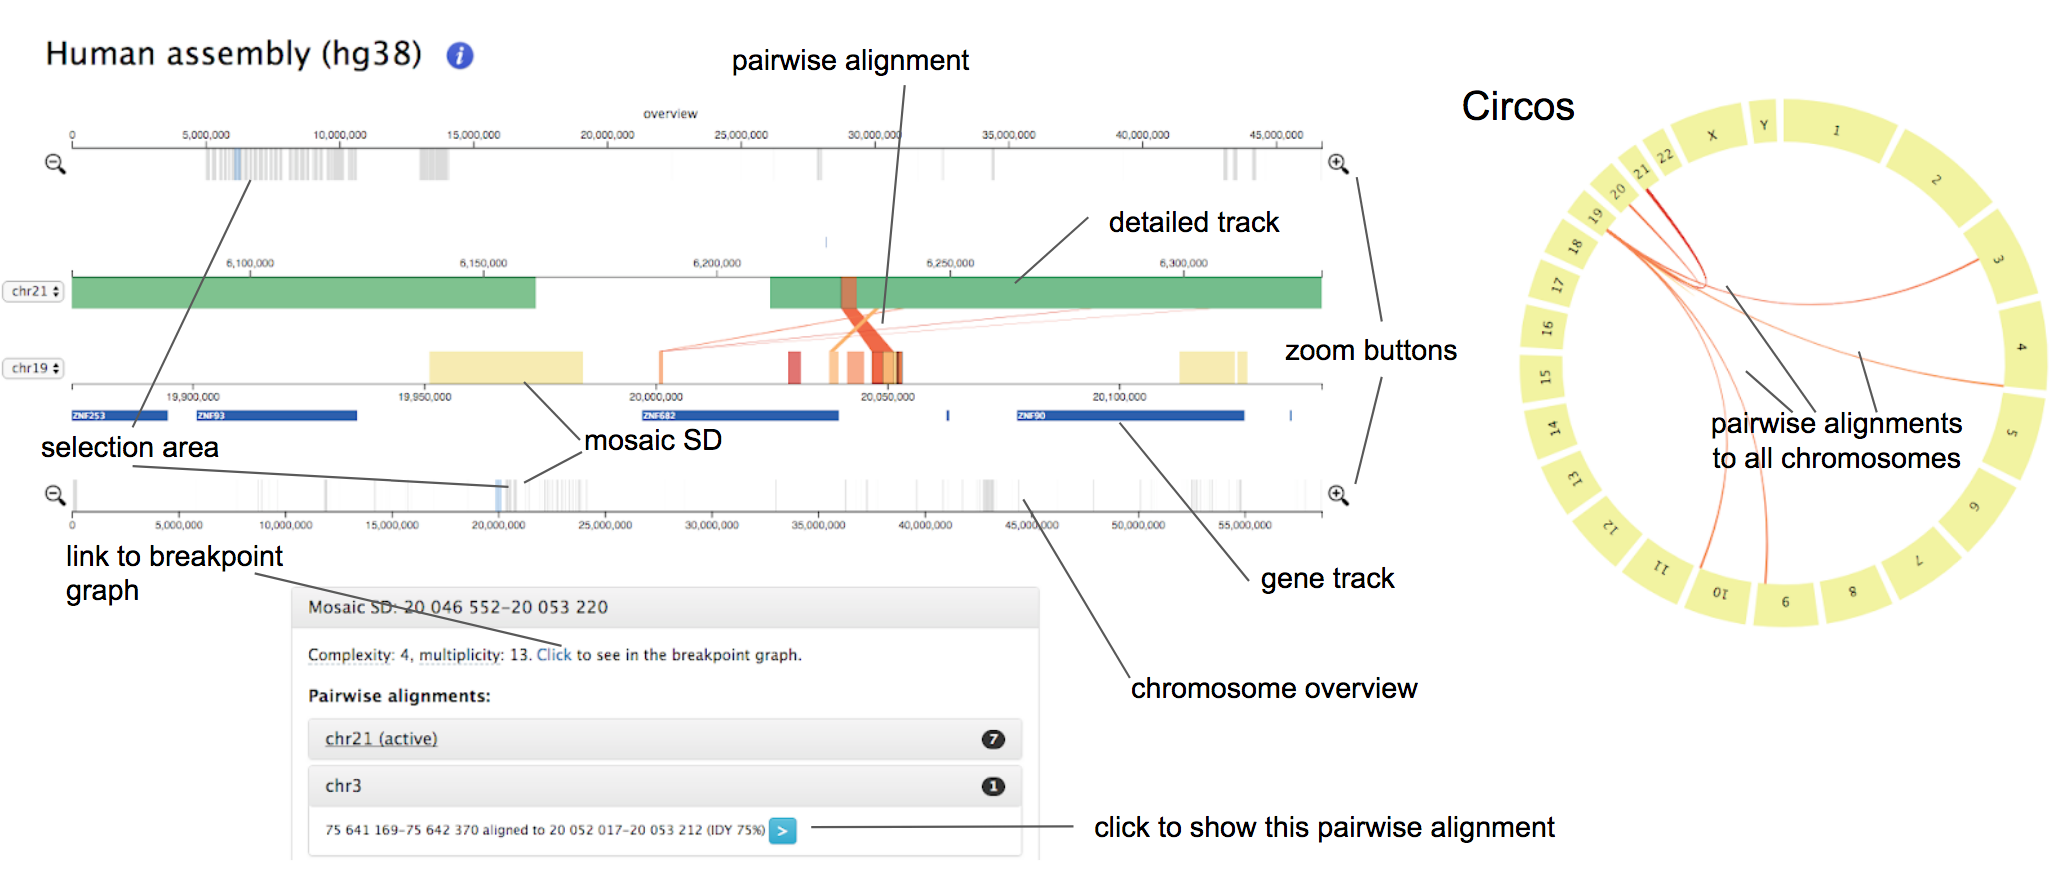 Human assembly (hg38) i
pairwise alignment
Circos
overview
0 5,000,000 10,000,000 15,000,000 20,000,000 25,000,000 30,000,000 35,000,000 40,000,000 45,000,000
detailed track
6,100,000 6,150,000 6,200,000 6,250,000 6,300,000
chr21
zoom buttons
chr19
19,900,000 19,950,000 20,000,000 20,050,000 20,100,000
ZNF253 ZNF93 ZNF682 ZNF90
selection area
mosaic SD
0 5,000,000 10,000,000 15,000,000 20,000,000 25,000,000 30,000,000 35,000,000 40,000,000 45,000,000 50,000,000 55,000,000
link to breakpoint
graph
gene track
Mosaic SD: 20 046 552-20 053 220
Complexity: 4, multiplicity: 13. Click to see in the breakpoint graph.
chromosome overview
Pairwise alignments:
chr21 (active) 7
chr3 1
75 641 169-75 642 370 aligned to 20 052 017-20 053 212 (IDY 75%) >
click to show this pairwise alignment
1
2
3
4
5
6
7
8
9
10
11
12
13
14
15
16
17
18
19
20
21
22
X
Y
pairwise alignments
to all chromosomes